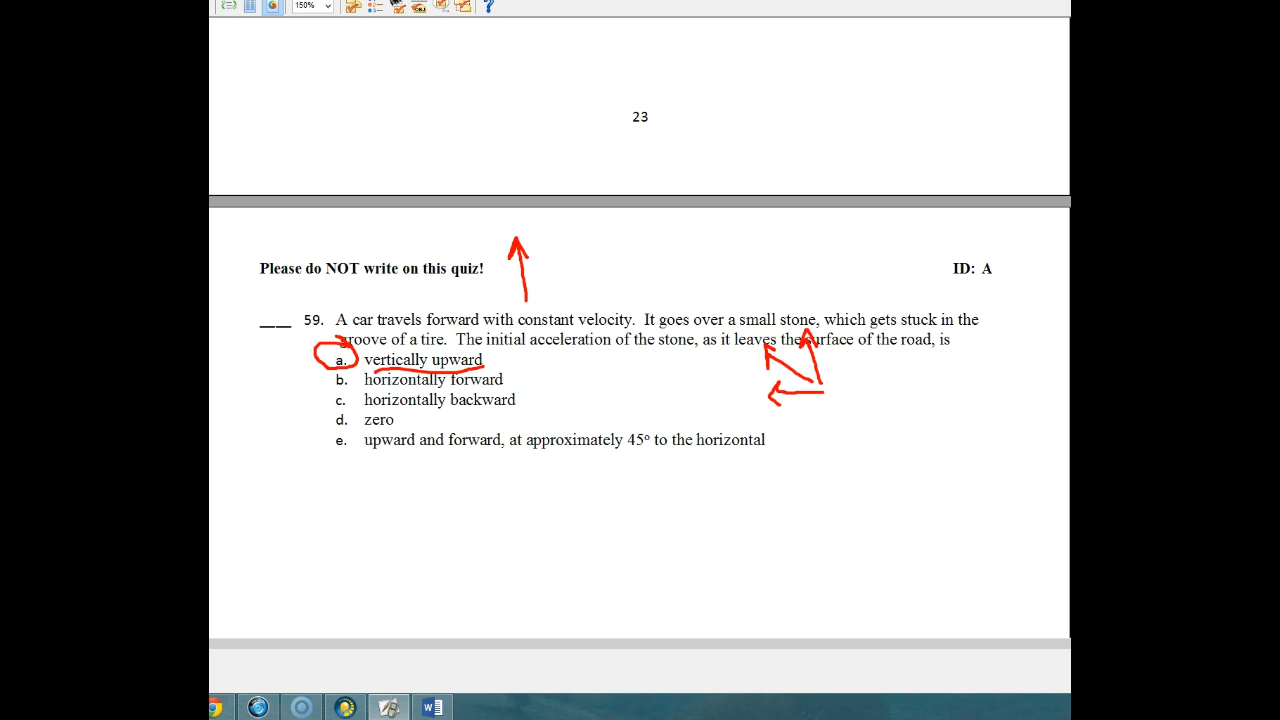 150%
23
Please do NOT write on this quiz! ID: A
____ 59. A car travels forward with constant velocity. It goes over a small stone, which gets stuck in the
groove of a tire. The initial acceleration of the stone, as it leaves the surface of the road, is
a. vertically upward
b. horizontally forward
c. horizontally backward
d. zero
e. upward and forward, at approximately 45° to the horizontal